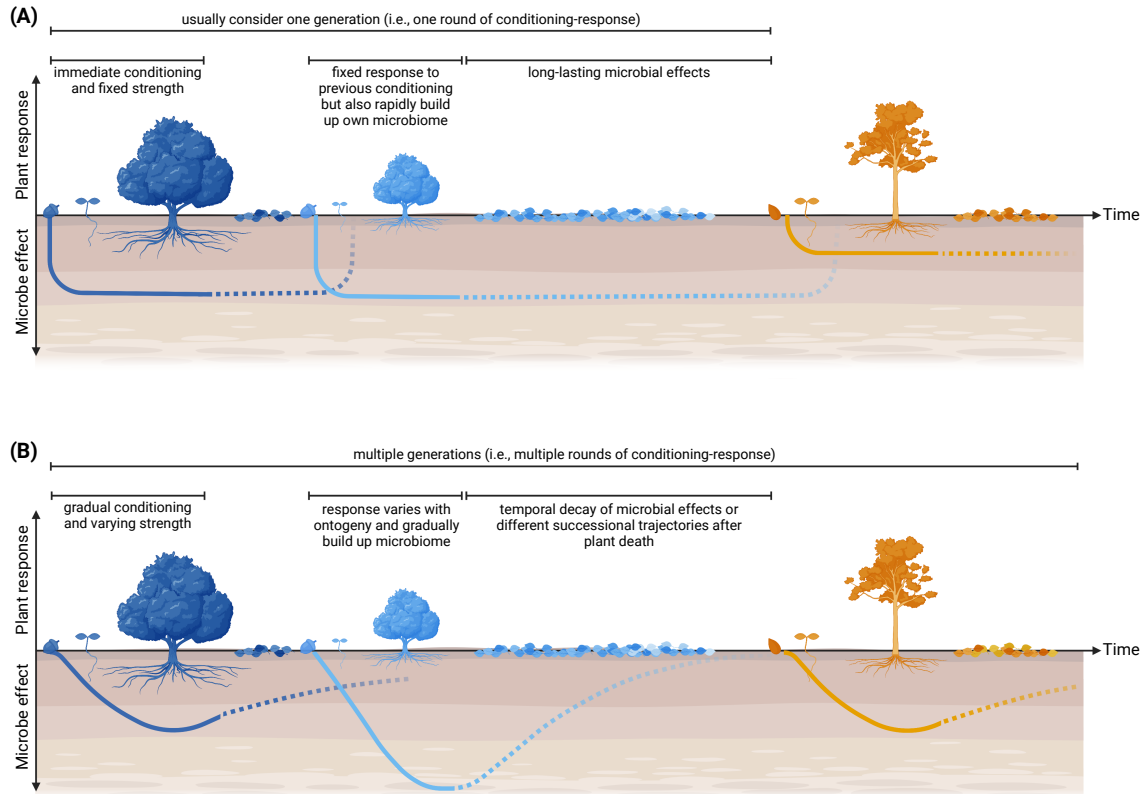 (A)
usually consider one generation (i.e., one round of conditioning-response)
immediate conditioning
and fixed strength
fixed response to
previous conditioning
but also rapidly build
up own microbiome
long-lasting microbial effects
Plant response
Microbe effect
Time
(B)
multiple generations (i.e., multiple rounds of conditioning-response)
gradual conditioning
and varying strength
response varies with
ontogeny and gradually
build up microbiome
temporal decay of microbial effects or
different successional trajectories after
plant death
Plant response
Microbe effect
Time